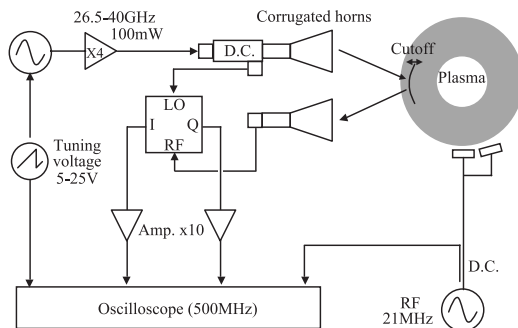 26.5-40GHz
100mW
X4
D.C.
Corrugated horns
Cutoff
Plasma
LO
I
Q
RF
Tuning
voltage
5-25V
Amp. x10
D.C.
Oscilloscope (500MHz)
RF
21MHz